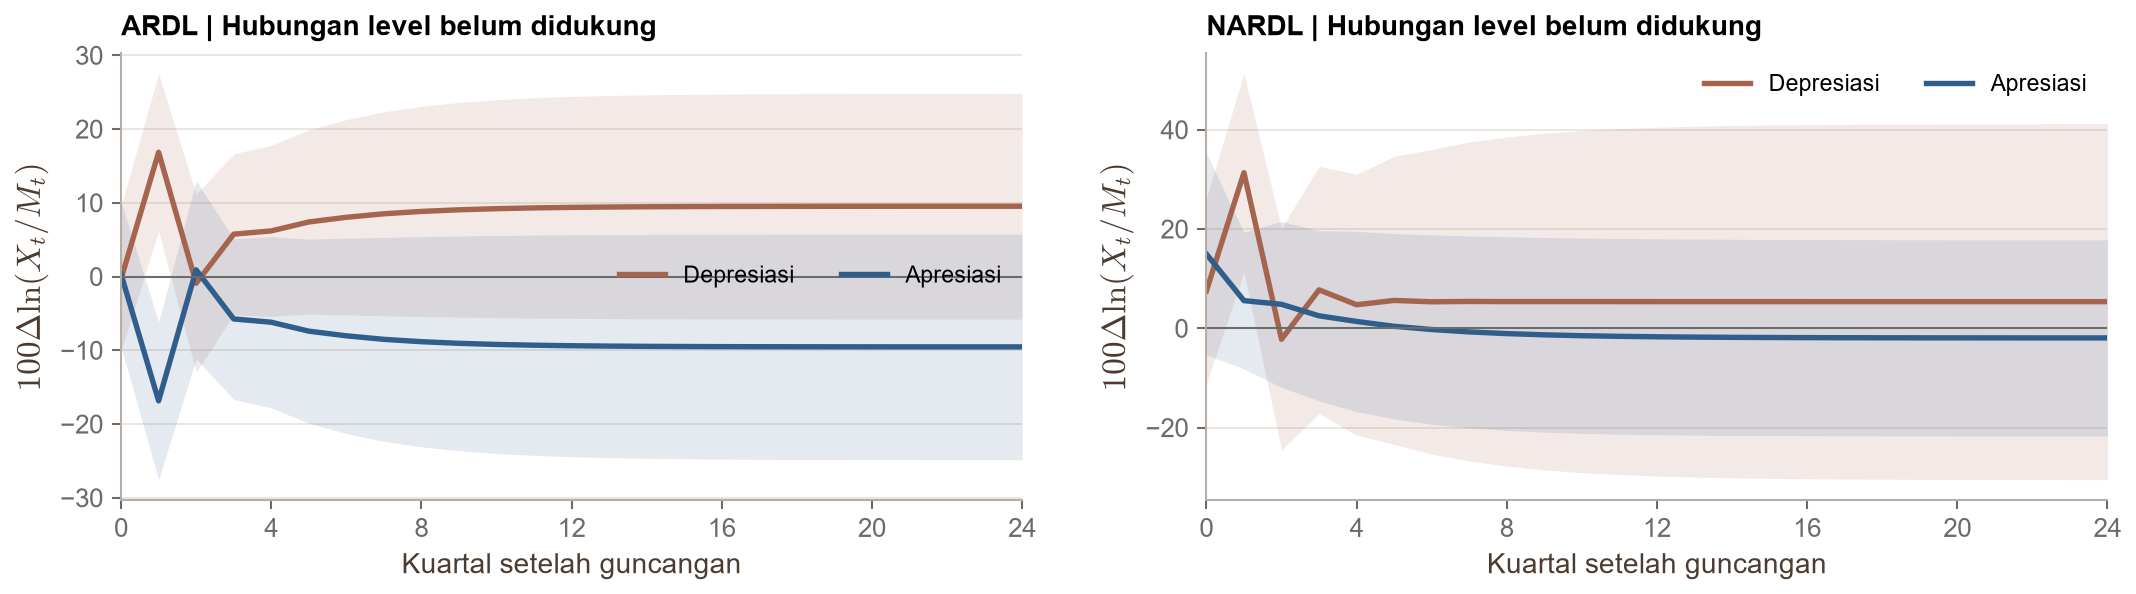 ARDL | Hubungan level belum didukung
30
20
10
0
−10
−20
−30
100Δln(X_t/M_t)
Depresiasi
Apresiasi
0
4
8
12
16
20
24
Kuartal setelah guncangan
NARDL | Hubungan level belum didukung
40
20
0
−20
100Δln(X_t/M_t)
Depresiasi
Apresiasi
0
4
8
12
16
20
24
Kuartal setelah guncangan